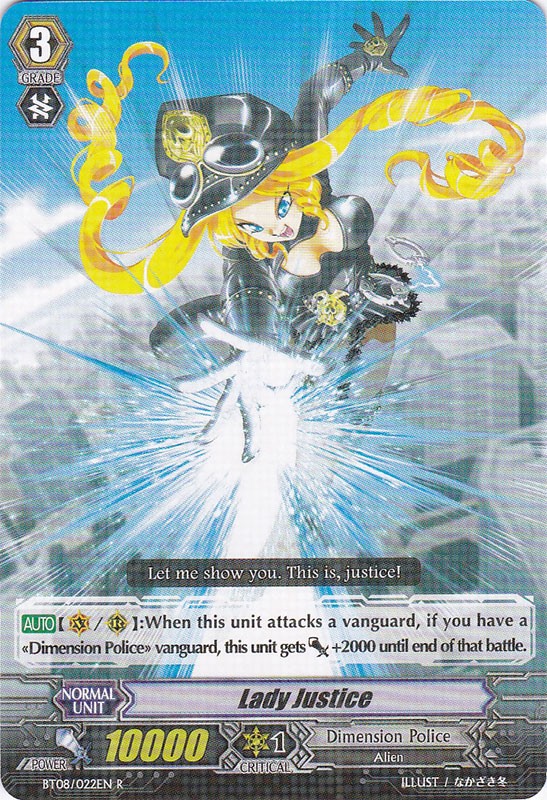 3
GRADE
Let me show you. This is, justice!
AUTO【 V / R 】:When this unit attacks a vanguard, if you have a
«Dimension Police» vanguard, this unit gets +2000 until end of that battle.
NORMAL
UNIT
Lady Justice
POWER
10000
1
CRITICAL
Dimension Police
Alien
BT08/022EN R
ILLUST / なかざき冬